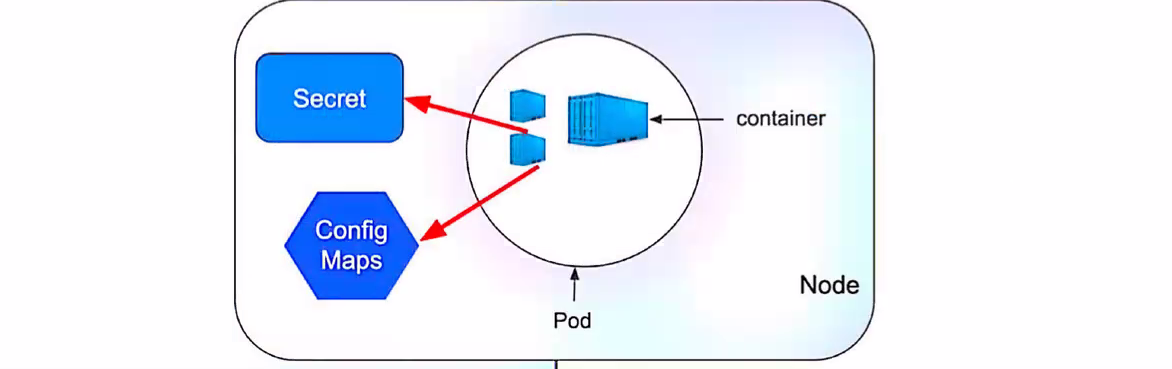 Secret
container
Config
Maps
Node
Pod